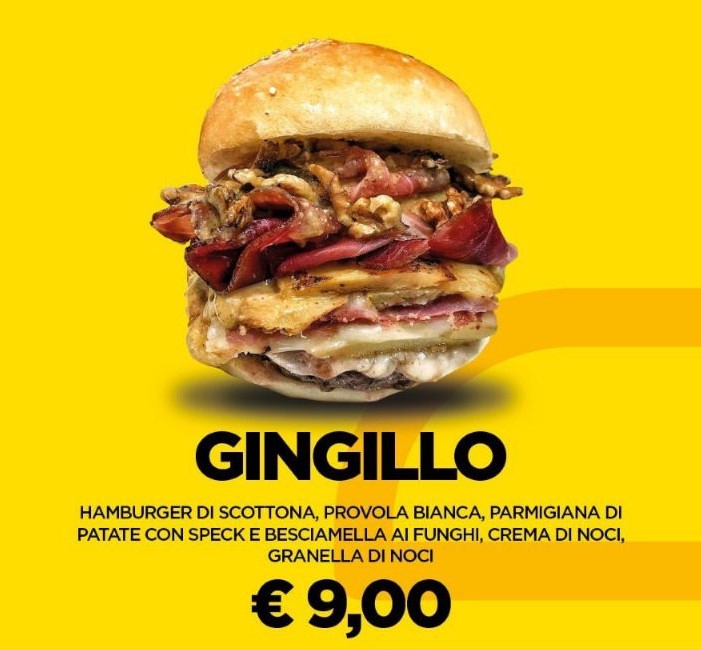 GINGILLO
HAMBURGER DI SCOTTONA, PROVOLA BIANCA, PARMIGIANA DI
PATATE CON SPECK E BESCIAMELLA AI FUNGHI, CREMA DI NOCI,
GRANELLA DI NOCI
€ 9,00